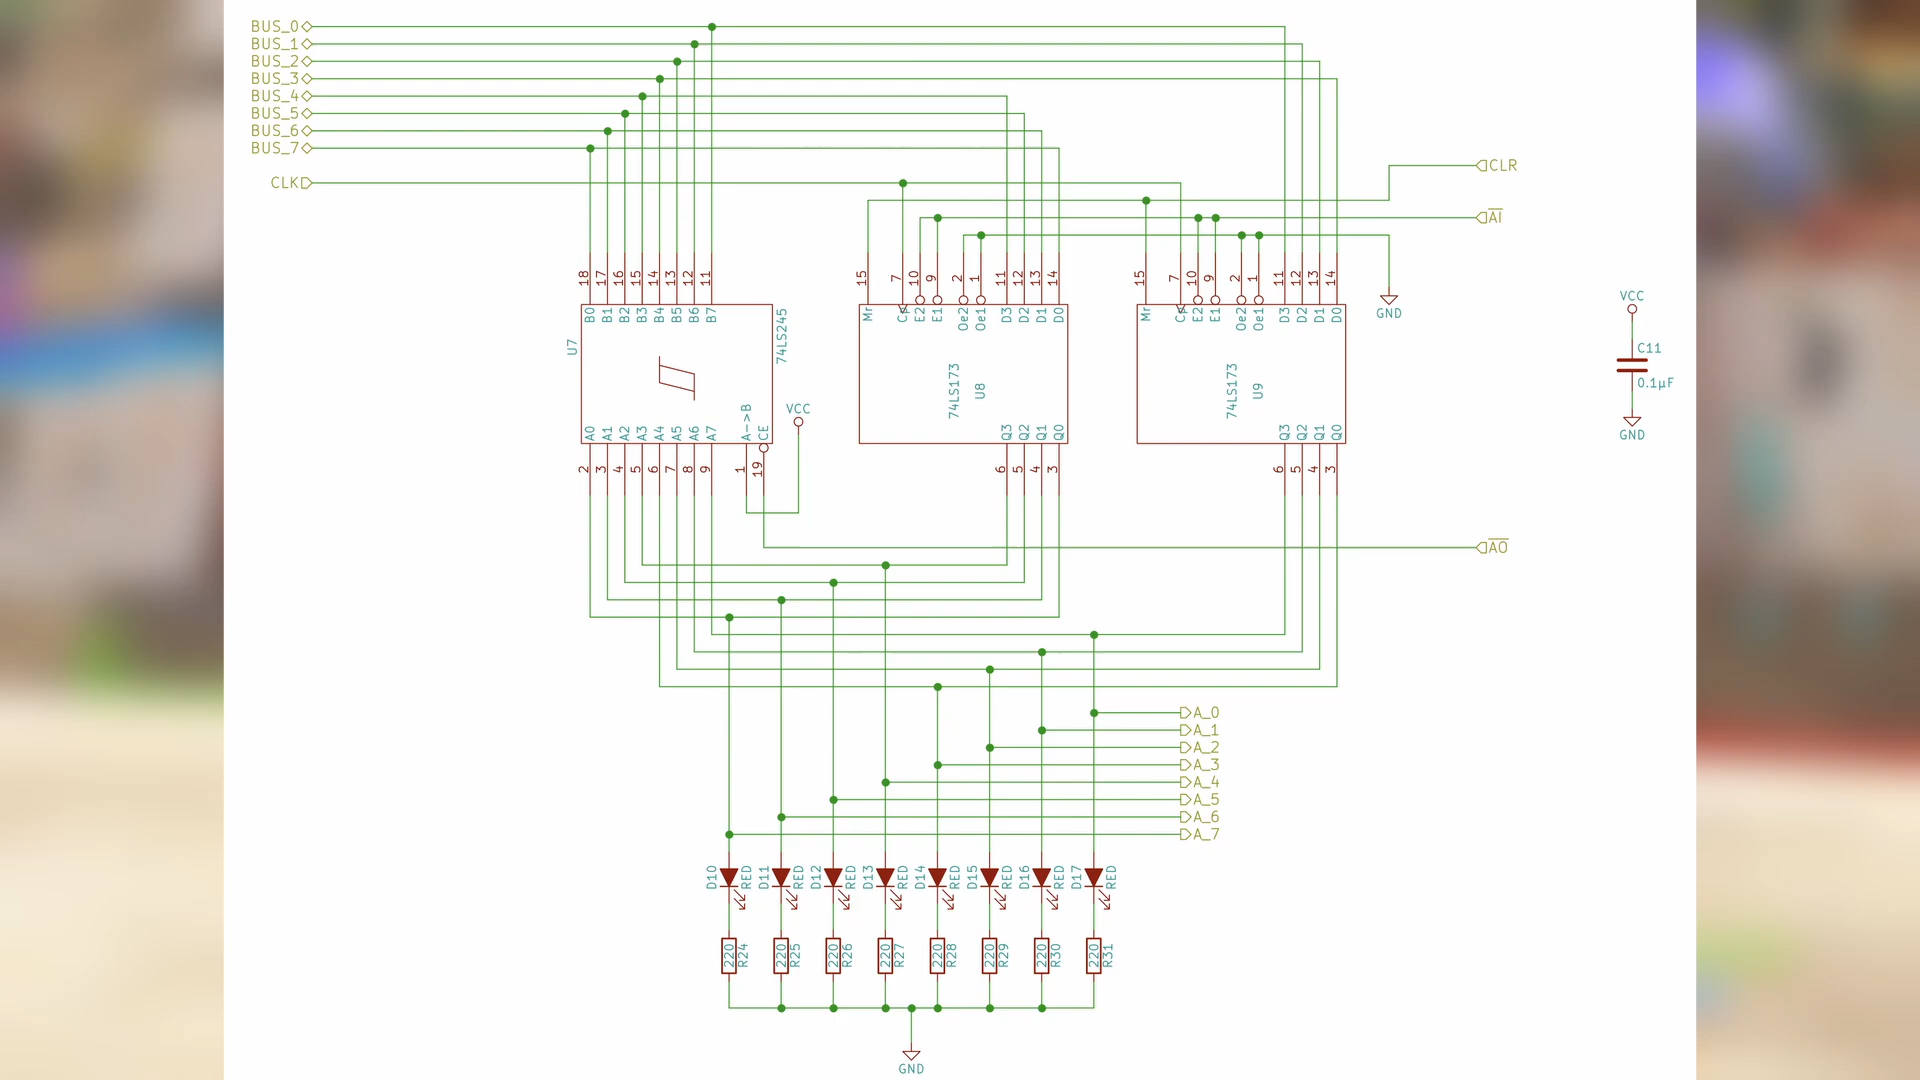 BUS_0
BUS_1
BUS_2
BUS_3
BUS_4
BUS_5
BUS_6
BUS_7
CLK
CLR
AI
18 17 16 15 14 13 12 11
15 7 10 9 2 1 11 12 13 14
15 7 10 9 2 1 11 12 13 14
GND
VCC
C11
0.1µF
GND
B0 B1 B2 B3 B4 B5 B6 B7
U7
74LS245
A0 A1 A2 A3 A4 A5 A6 A7 A->B CE
VCC
2 3 4 5 6 7 8 9 1 19
Mr Cp E2 E1 Oe2 Oe1 D3 D2 D1 D0
74LS173
U8
Q3 Q2 Q1 Q0
6 5 4 3
Mr Cp E2 E1 Oe2 Oe1 D3 D2 D1 D0
74LS173
U9
Q3 Q2 Q1 Q0
6 5 4 3
AO
A_0
A_1
A_2
A_3
A_4
A_5
A_6
A_7
D10 RED D11 RED D12 RED D13 RED D14 RED D15 RED D16 RED D17 RED
220 R24 220 R25 220 R26 220 R27 220 R28 220 R29 220 R30 220 R31
GND